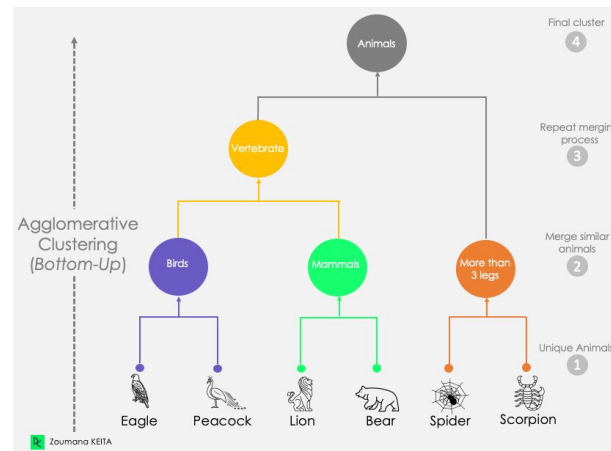 Final cluster
4
Animals
Repeat mergin
process
3
Vertebrate
Agglomerative
Clustering
(Bottom-Up)
Merge similar
animals
2
Birds
Mammals
More than
3 legs
Unique Animals
1
Eagle
Peacock
Lion
Bear
Spider
Scorpion
Zoumana KEITA